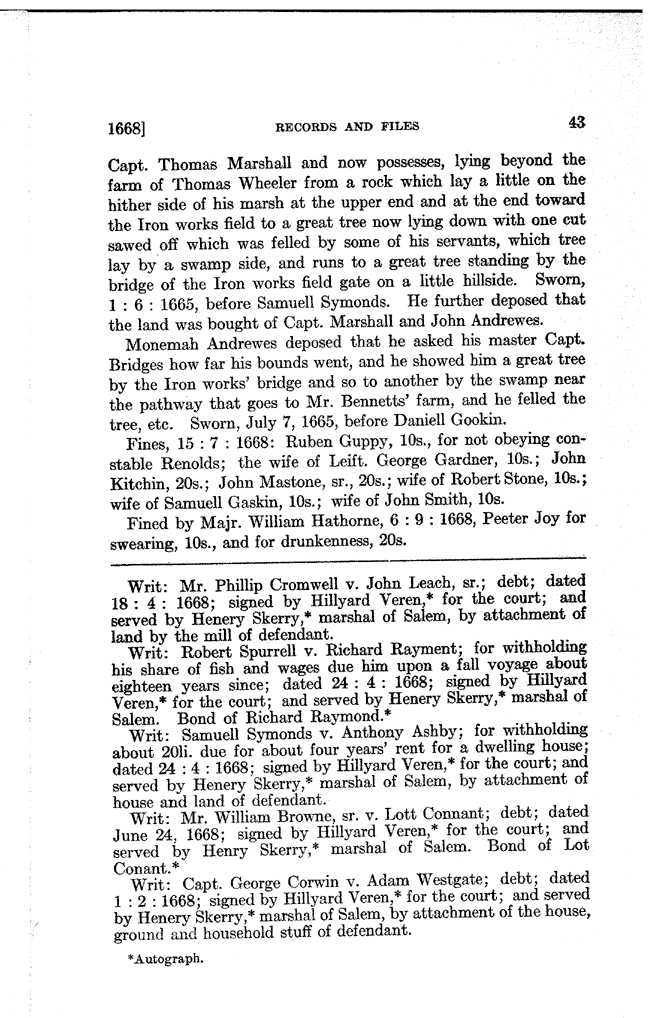 1668] RECORDS AND FILES 43
Capt. Thomas Marshall and now possesses, lying beyond the
farm of Thomas Wheeler from a rock which lay a little on the
hither side of his marsh at the upper end and at the end toward
the Iron works field to a great tree now lying down with one cut
sawed off which was felled by some of his servants, which tree
lay by a swamp side, and runs to a great tree standing by the
bridge of the Iron works field gate on a little hillside. Sworn,
1 : 6 : 1665, before Samuell Symonds. He further deposed that
the land was bought of Capt. Marshall and John Andrewes.
Monemah Andrewes deposed that he asked his master Capt.
Bridges how far his bounds went, and he showed him a great tree
by the Iron works' bridge and so to another by the swamp near
the pathway that goes to Mr. Bennetts' farm, and he felled the
tree, etc. Sworn, July 7, 1665, before Daniell Gookin.
Fines, 15 : 7 : 1668: Ruben Guppy, 10s., for not obeying con-
stable Renolds; the wife of Leift. George Gardner, 10s.; John
Kitchin, 20s.; John Mastone, sr., 20s.; wife of Robert Stone, 10s.;
wife of Samuell Gaskin, 10s.; wife of John Smith, 10s.
Fined by Majr. William Hathorne, 6 : 9 : 1668, Peeter Joy for
swearing, 10s., and for drunkenness, 20s.
Writ: Mr. Phillip Cromwell v. John Leach, sr.; debt; dated
18 : 4 : 1668; signed by Hillyard Veren,* for the court; and
served by Henery Skerry,* marshal of Salem, by attachment of
land by the mill of defendant.
Writ: Robert Spurrell v. Richard Rayment; for withholding
his share of fish and wages due him upon a fall voyage about
eighteen years since; dated 24 : 4 : 1668; signed by Hillyard
Veren,* for the court; and served by Henery Skerry,* marshal of
Salem. Bond of Richard Raymond.*
Writ: Samuell Symonds v. Anthony Ashby; for withholding
about 20li. due for about four years' rent for a dwelling house;
dated 24 : 4 : 1668; signed by Hillyard Veren,* for the court; and
served by Henery Skerry,* marshal of Salem, by attachment of
house and land of defendant.
Writ: Mr. William Browne, sr. v. Lott Connant; debt; dated
June 24, 1668; signed by Hillyard Veren,* for the court; and
served by Henry Skerry,* marshal of Salem. Bond of Lot
Conant.*
Writ: Capt. George Corwin v. Adam Westgate; debt; dated
1 : 2 : 1668; signed by Hillyard Veren,* for the court; and served
by Henery Skerry,* marshal of Salem, by attachment of the house,
ground and household stuff of defendant.
*Autograph.